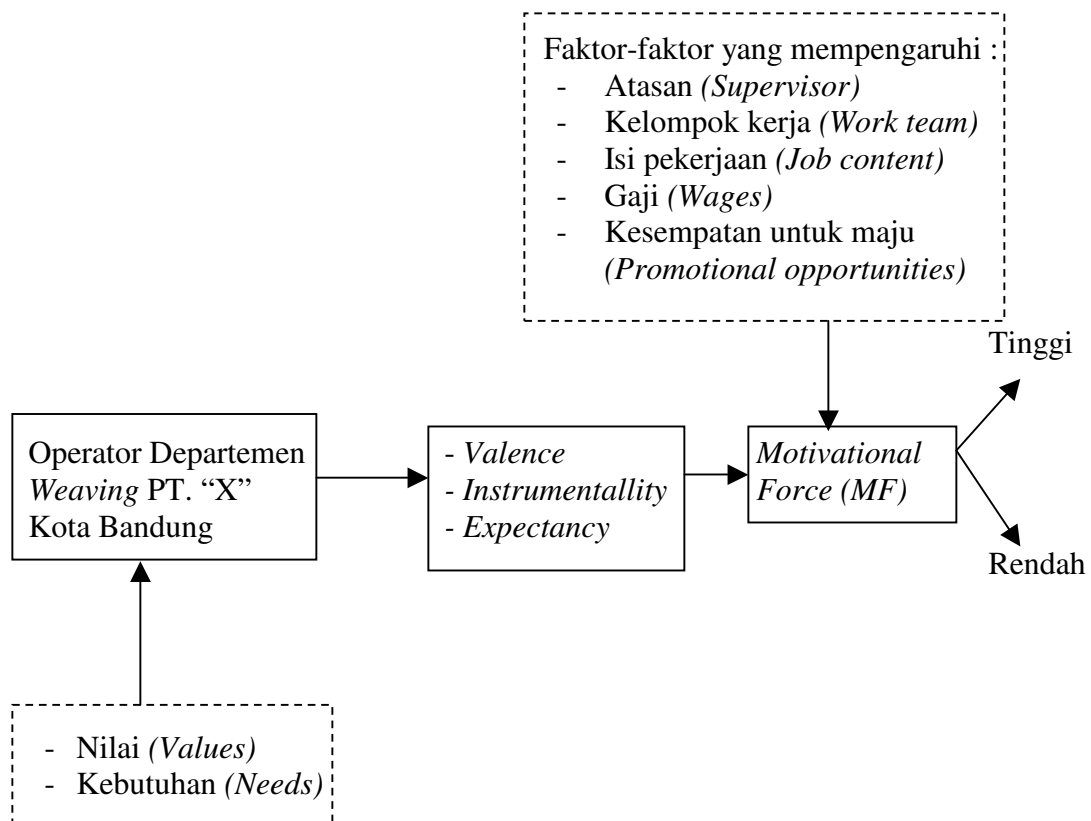 Faktor-faktor yang mempengaruhi :
- Atasan (Supervisor)
- Kelompok kerja (Work team)
- Isi pekerjaan (Job content)
- Gaji (Wages)
- Kesempatan untuk maju
(Promotional opportunities)
Tinggi
Operator Departemen
Weaving PT. “X”
Kota Bandung
- Valence
- Instrumentallity
- Expectancy
Motivational
Force (MF)
Rendah
- Nilai (Values)
- Kebutuhan (Needs)